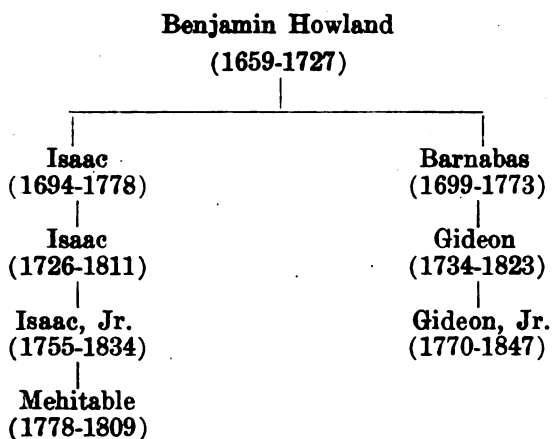 Benjamin Howland
(1659-1727)
Isaac
(1694-1778)
Isaac
(1726-1811)
Isaac, Jr.
(1755-1834)
Mehitable
(1778-1809)
Barnabas
(1699-1773)
Gideon
(1734-1823)
Gideon, Jr.
(1770-1847)